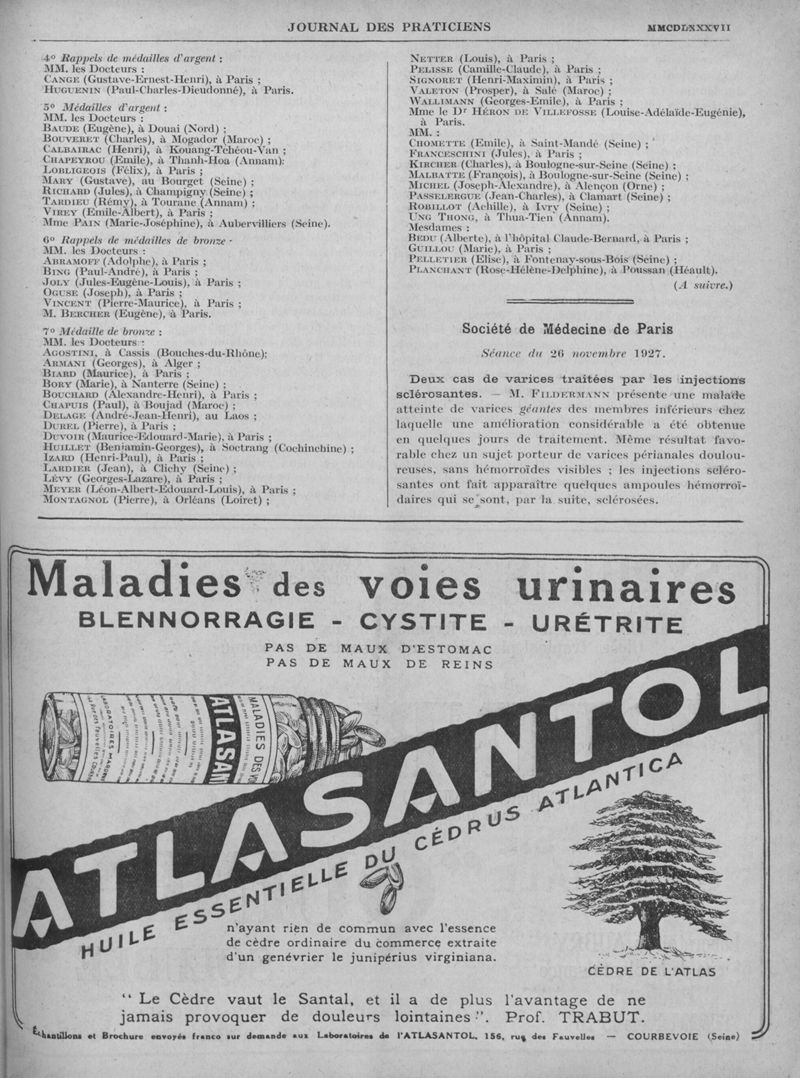 JOURNAL DES PRATICIENS
MMCDLXXXVII
4º Rappels de médailles d'argent :
MM. les Docteurs :
CANGE (Gustave-Ernest-Henri), à Paris ;
HUGUENIN (Paul-Charles-Dieudonné), à Paris.
5º Médailles d'argent :
MM. les Docteurs :
BAUDE (Eugène), à Douai (Nord) ;
BOUVERET (Charles), à Mogador (Maroc) ;
CALBAIRAC (Henri), à Kouang-Tchéou-Van ;
CHAPEYROU (Emile), à Thanh-Hoa (Annam):
LOBLIGEOIS (Félix), à Paris ;
MARY (Gustave), au Bourget (Seine) ;
RICHARD (Jules), à Champigny (Seine) ;
TARDIEU (Rémy), à Tourane (Annam) ;
VIREY (Emile-Albert), à Paris ;
Mme PAIN (Marie-Joséphine), à Aubervilliers (Seine).
6º Rappels de médailles de bronze ·
MM. les Docteurs :
ABRAMOFF (Adolphe), à Paris ;
BING (Paul-André), à Paris ;
JOLY (Jules-Eugène-Louis), à Paris ;
OGUSE (Joseph), à Paris ;
VINCENT (Pierre-Maurice), à Paris ;
M. BERCHER (Eugène), à Paris.
7º Médaille de bronze :
MM. les Docteurs :
AGOSTINI, à Cassis (Bouches-du-Rhône):
ARMANI (Georges), à Alger ;
BIARD (Maurice), à Paris ;
BORY (Marie), à Nanterre (Seine) ;
BOUCHARD (Alexandre-Henri), à Paris ;
CHAPUIS (Paul), à Boujad (Maroc) ;
DELAGE (André-Jean-Henri), au Laos ;
DUREL (Pierre), à Paris ;
DUVOIR (Maurice-Edouard-Marie), à Paris ;
HUILLET (Benjamin-Georges), à Soctrang (Cochinchine) ;
IZARD (Henri-Paul), à Paris ;
LARDIER (Jean), à Clichy (Seine) ;
LÉVY (Georges-Lazare), à Paris ;
MEYER (Léon-Albert-Edouard-Louis), à Paris ;
MONTAGNOL (Pierre), à Orléans (Loiret) ;
NETTER (Louis), à Paris ;
PELISSE (Camille-Claude), à Paris ;
SIGNORET (Henri-Maximin), à Paris ;
VALETON (Prosper), à Salé (Maroc) ;
WALLIMANN (Georges-Emile), à Paris ;
Mme le Dr HÉRON DE VILLEFOSSE (Louise-Adélaïde-Eugénie),
à Paris.
MM. :
CHOMETTE (Emile), à Saint-Mandé (Seine) ;
FRANCESCHINI (Jules), à Paris ;
KIRCHER (Charles), à Boulogne-sur-Seine (Seine) ;
MALBATTE (François), à Boulogne-sur-Seine (Seine) ;
MICHEL (Joseph-Alexandre), à Alençon (Orne) ;
PASSELERGUE (Jean-Charles), à Clamart (Seine) ;
ROBILLOT (Achille), à Ivry (Seine) ;
UNG THONG, à Thua-Tien (Annam).
Mesdames :
BEDU (Alberte), à l'hôpital Claude-Bernard, à Paris ;
GUILLOU (Marie), à Paris ;
PELLETIER (Elise), à Fontenay-sous-Bois (Seine) ;
PLANCHANT (Rose-Hélène-Delphine), à Poussan (Héault).
(A suivre.)
Société de Médecine de Paris
Séance du 26 novembre 1927.
Deux cas de varices traitées par les injections
sclérosantes. — M. FILDERMANN présente une malade
atteinte de varices géantes des membres inférieurs chez
laquelle une amélioration considérable a été obtenue
en quelques jours de traitement. Même résultat favo-
rable chez un sujet porteur de varices périanales doulou-
reuses, sans hémorroïdes visibles ; les injections scléro-
santes ont fait apparaître quelques ampoules hémorroï-
daires qui se sont, par la suite, sclérosées.
Maladies des voies urinaires
BLENNORRAGIE - CYSTITE - URÉTRITE
PAS DE MAUX D'ESTOMAC
PAS DE MAUX DE REINS
MALADIES DES VO
ATLASAN
ATLASANTOL
HUILE ESSENTIELLE DU CÉDRUS ATLANTICA
n'ayant rien de commun avec l'essence
de cèdre ordinaire du commerce extraite
d'un genévrier le junipérius virginiana.
CÈDRE DE L'ATLAS
“ Le Cèdre vaut le Santal, et il a de plus l'avantage de ne
jamais provoquer de douleurs lointaines ”. Prof. TRABUT.
Échantillons et Brochure envoyés franco sur demande aux Laboratoires de l'ATLASANTOL, 156, rue des Fauvelles — COURBEVOIE (Seine)